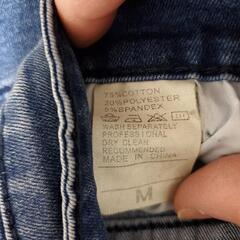 75%COTTON
20%POLYESTER
5%SPANDEX
WASH SEPARATELY
PROFESSIONAL
DRY CLEAN
RECOMMENDED
MADE IN CHINA
M